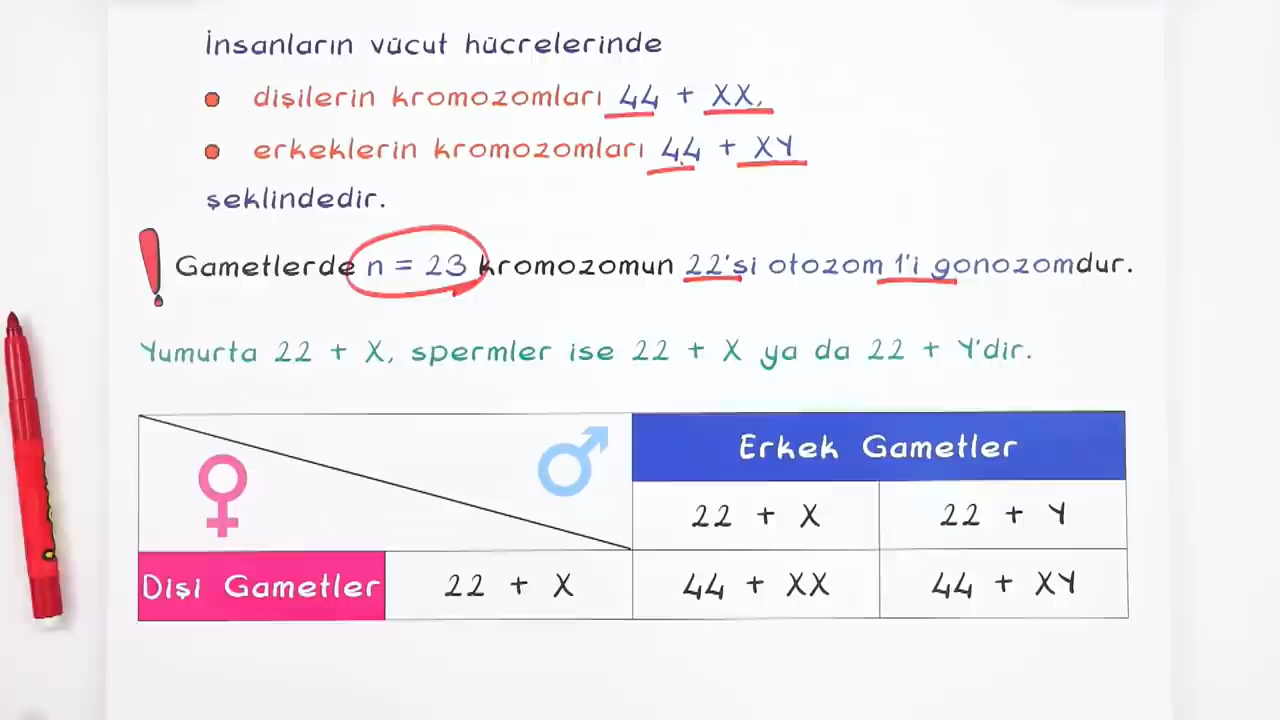 İnsanların vücut hücrelerinde
dişilerin kromozomları 44 + XX,
erkeklerin kromozomları 44 + XY
şeklindedir.
Gametlerde n = 23 kromozomun 22'si otozom 1'i gonozomdur.
Yumurta 22 + X, spermler ise 22 + X ya da 22 + Y'dir.
Erkek Gametler
22 + X 22 + Y
Dişi Gametler 22 + X 44 + XX 44 + XY